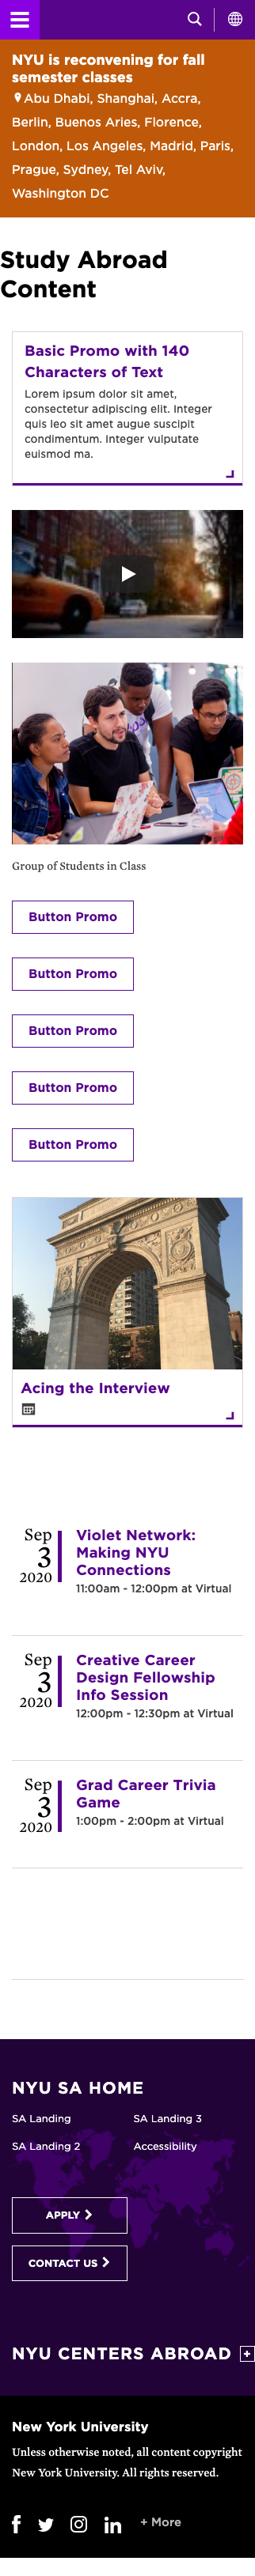 NYU is reconvening for fall
semester classes
Abu Dhabi, Shanghai, Accra,
Berlin, Buenos Aries, Florence,
London, Los Angeles, Madrid, Paris,
Prague, Sydney, Tel Aviv,
Washington DC
Study Abroad
Content
Basic Promo with 140
Characters of Text
Lorem ipsum dolor sit amet,
consectetur adipiscing elit. Integer
quis leo sit amet augue suscipit
condimentum. Integer vulputate
euismod ma.
Group of Students in Class
Button Promo
Button Promo
Button Promo
Button Promo
Button Promo
Acing the Interview
Sep
3
2020
Violet Network:
Making NYU
Connections
11:00am - 12:00pm at Virtual
Sep
3
2020
Creative Career
Design Fellowship
Info Session
12:00pm - 12:30pm at Virtual
Sep
3
2020
Grad Career Trivia
Game
1:00pm - 2:00pm at Virtual
NYU SA HOME
SA Landing
SA Landing 3
SA Landing 2
Accessibility
APPLY
CONTACT US
NYU CENTERS ABROAD
New York University
Unless otherwise noted, all content copyright
New York University. All rights reserved.
+ More